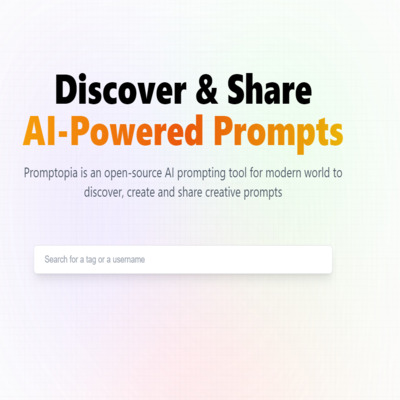 Discover & Share
AI-Powered Prompts
Promptopia is an open-source AI prompting tool for modern world to
discover, create and share creative prompts
Search for a tag or a username